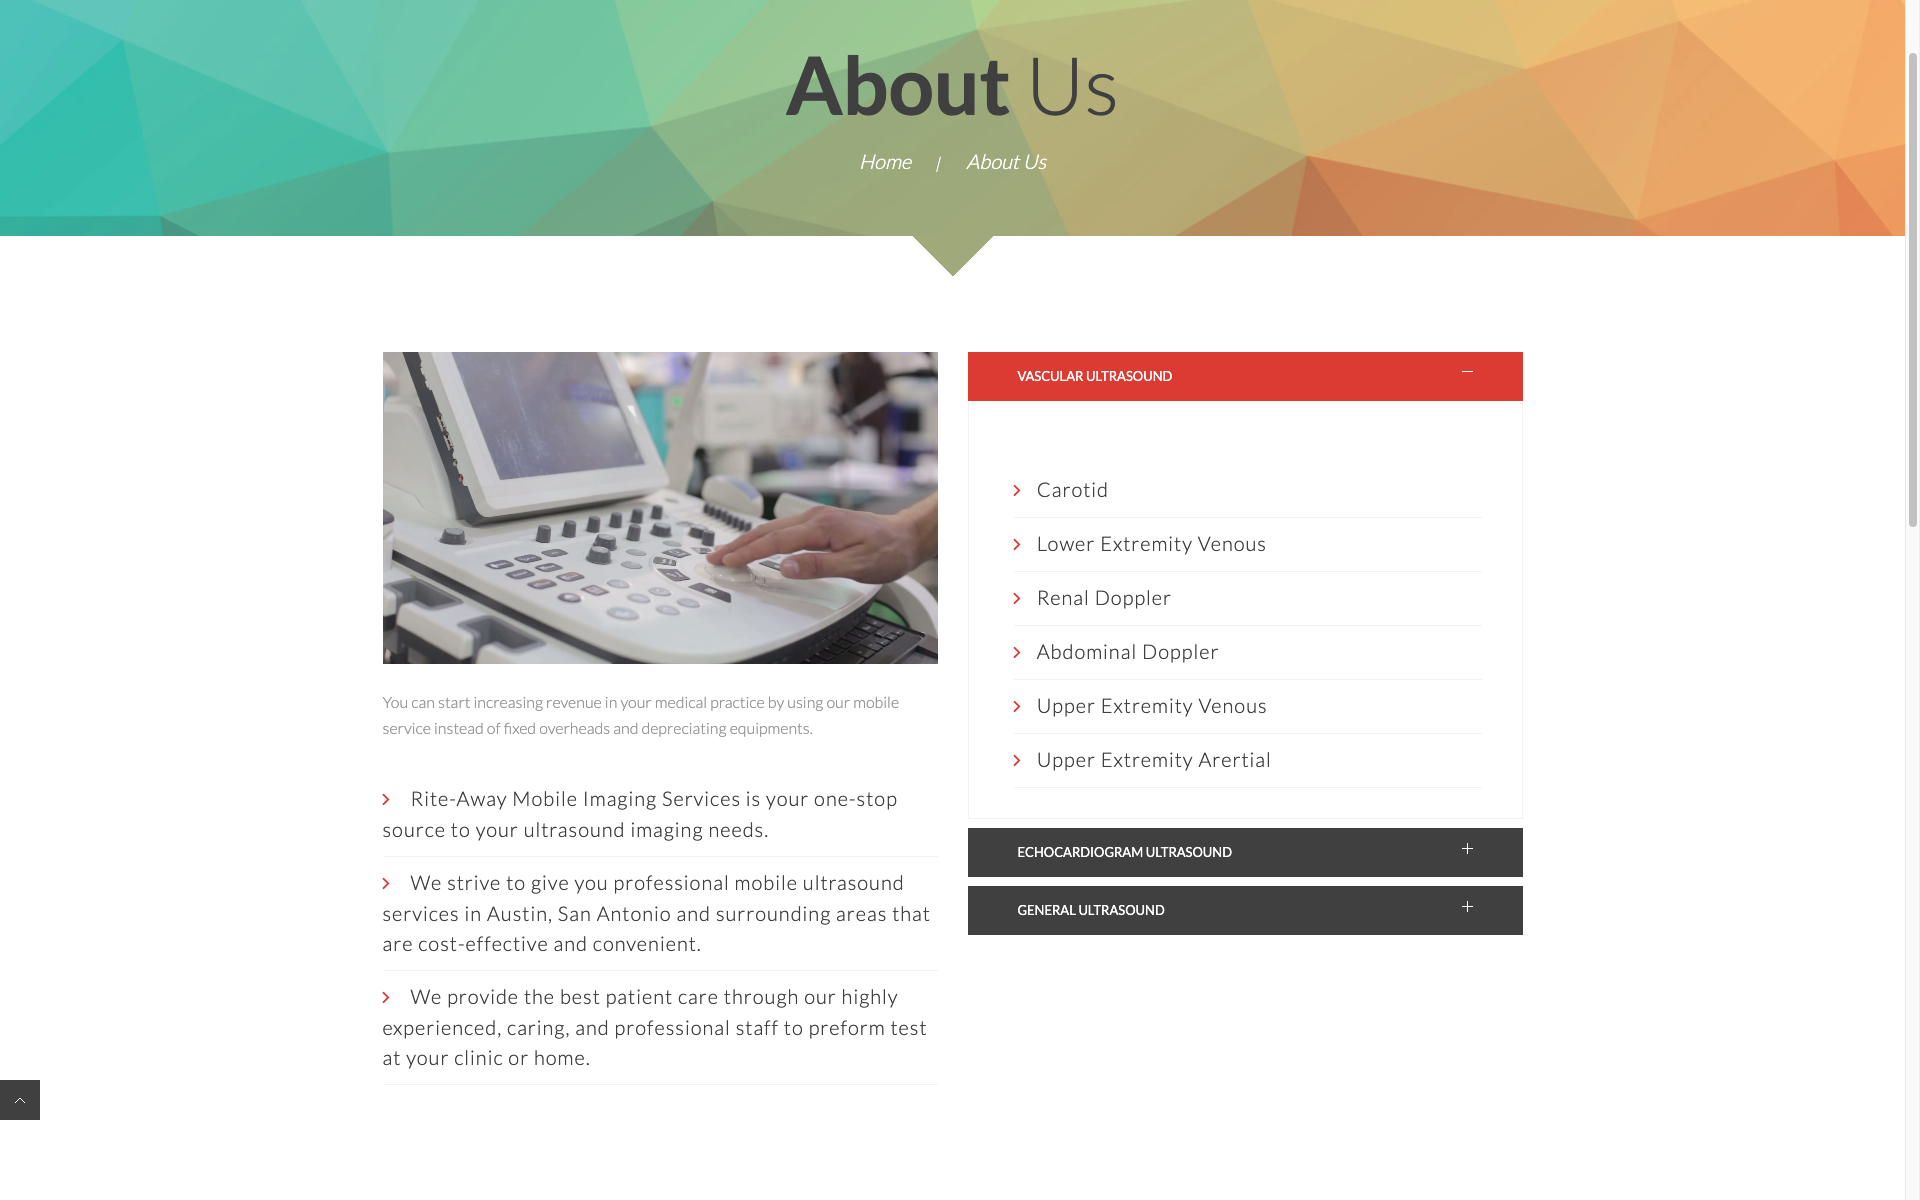 About Us
Home | About Us
You can start increasing revenue in your medical practice by using our mobile
service instead of fixed overheads and depreciating equipments.
Rite-Away Mobile Imaging Services is your one-stop
source to your ultrasound imaging needs.
We strive to give you professional mobile ultrasound
services in Austin, San Antonio and surrounding areas that
are cost-effective and convenient.
We provide the best patient care through our highly
experienced, caring, and professional staff to preform test
at your clinic or home.
VASCULAR ULTRASOUND
Carotid
Lower Extremity Venous
Renal Doppler
Abdominal Doppler
Upper Extremity Venous
Upper Extremity Arertial
ECHOCARDIOGRAM ULTRASOUND
GENERAL ULTRASOUND